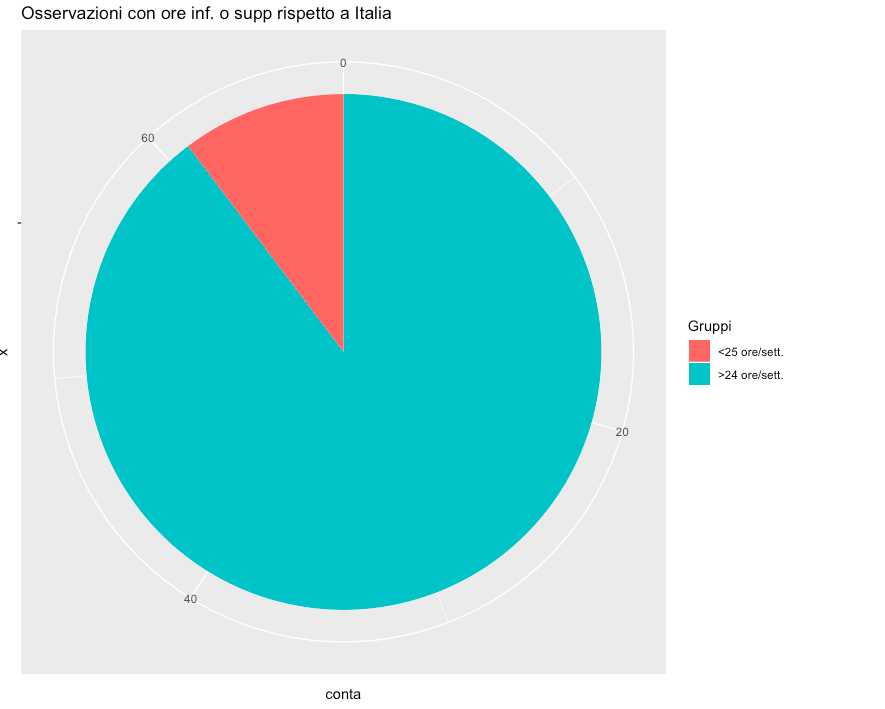 Osservazioni con ore inf. o supp rispetto a Italia
0
60
-
x
20
40
conta
Gruppi
<25 ore/sett.
>24 ore/sett.